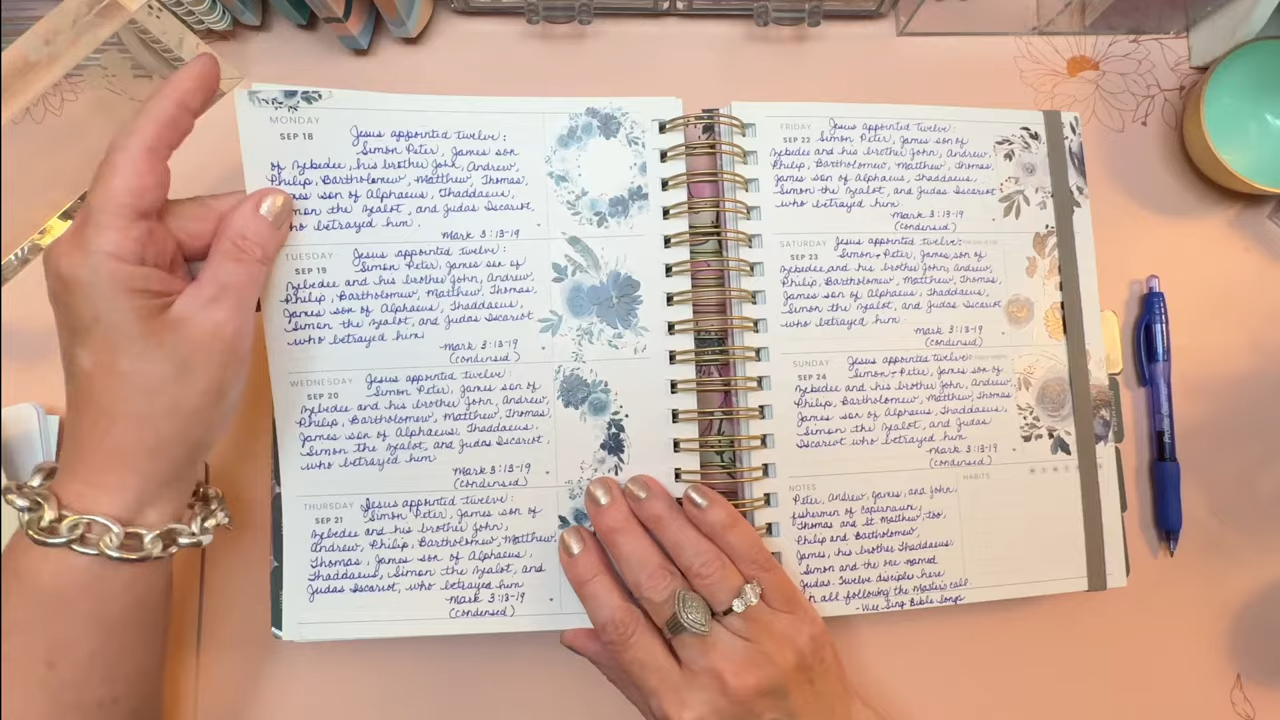 MONDAY
SEP 18
Jesus appointed twelve:
Simon Peter, James son
of Zebedee, his brother John, Andrew,
Philip, Bartholomew, Matthew, Thomas,
James son of Alphaeus, Thaddaeus,
Simon the Zealot, and Judas Iscariot,
who betrayed him.
Mark 3:13-19
TUESDAY
SEP 19
Jesus appointed twelve:
Simon Peter, James son of
Zebedee and his brother John, Andrew,
Philip, Bartholomew, Matthew, Thomas,
James son of Alphaeus, Thaddaeus,
Simon the Zealot, and Judas Iscariot
who betrayed him
Mark 3:13-19
(condensed)
WEDNESDAY
SEP 20
Jesus appointed twelve:
Simon Peter, James son of
Zebedee and his brother John, Andrew,
Philip, Bartholomew, Matthew, Thomas,
James son of Alphaeus, Thaddaeus,
Simon the Zealot, and Judas Iscariot,
who betrayed him
Mark 3:13-19
(condensed)
THURSDAY
SEP 21
Jesus appointed twelve:
Simon Peter, James son of
Zebedee and his brother John,
Andrew, Philip, Bartholomew, Matthew,
Thomas, James son of Alphaeus,
Thaddaeus, Simon the Zealot, and
Judas Iscariot, who betrayed him
Mark 3:13-19
(condensed)
FRIDAY
SEP 22
Jesus appointed twelve:
Simon Peter, James son of
Zebedee and his brother John, Andrew,
Philip, Bartholomew, Matthew, Thomas,
James son of Alphaeus, Thaddaeus,
Simon the Zealot, and Judas Iscariot
who betrayed him.
Mark 3:13-19
(condensed)
SATURDAY
SEP 23
Jesus appointed twelve:
Simon Peter, James son of
Zebedee and his brother John, Andrew,
Philip, Bartholomew, Matthew, Thomas,
James son of Alphaeus, Thaddaeus,
Simon the Zealot, and Judas Iscariot
who betrayed him.
Mark 3:13-19
(condensed)
SUNDAY
SEP 24
Jesus appointed twelve:
Simon Peter, James son of
Zebedee and his brother John, Andrew,
Philip, Bartholomew, Matthew, Thomas,
James son of Alphaeus, Thaddaeus,
Simon the Zealot, and Judas
Iscariot who betrayed him
Mark 3:13-19
(condensed)
NOTES
Peter, Andrew, James, and John,
fishermen of Capernaum,
Thomas and St. Matthew, too,
Philip and Bartholomew,
James, his brother Thaddaeus
Simon and the one named
Judas. Twelve disciples here
n all following the Master's call.
-Wee Sing Bible Songs
HABITS
Profile